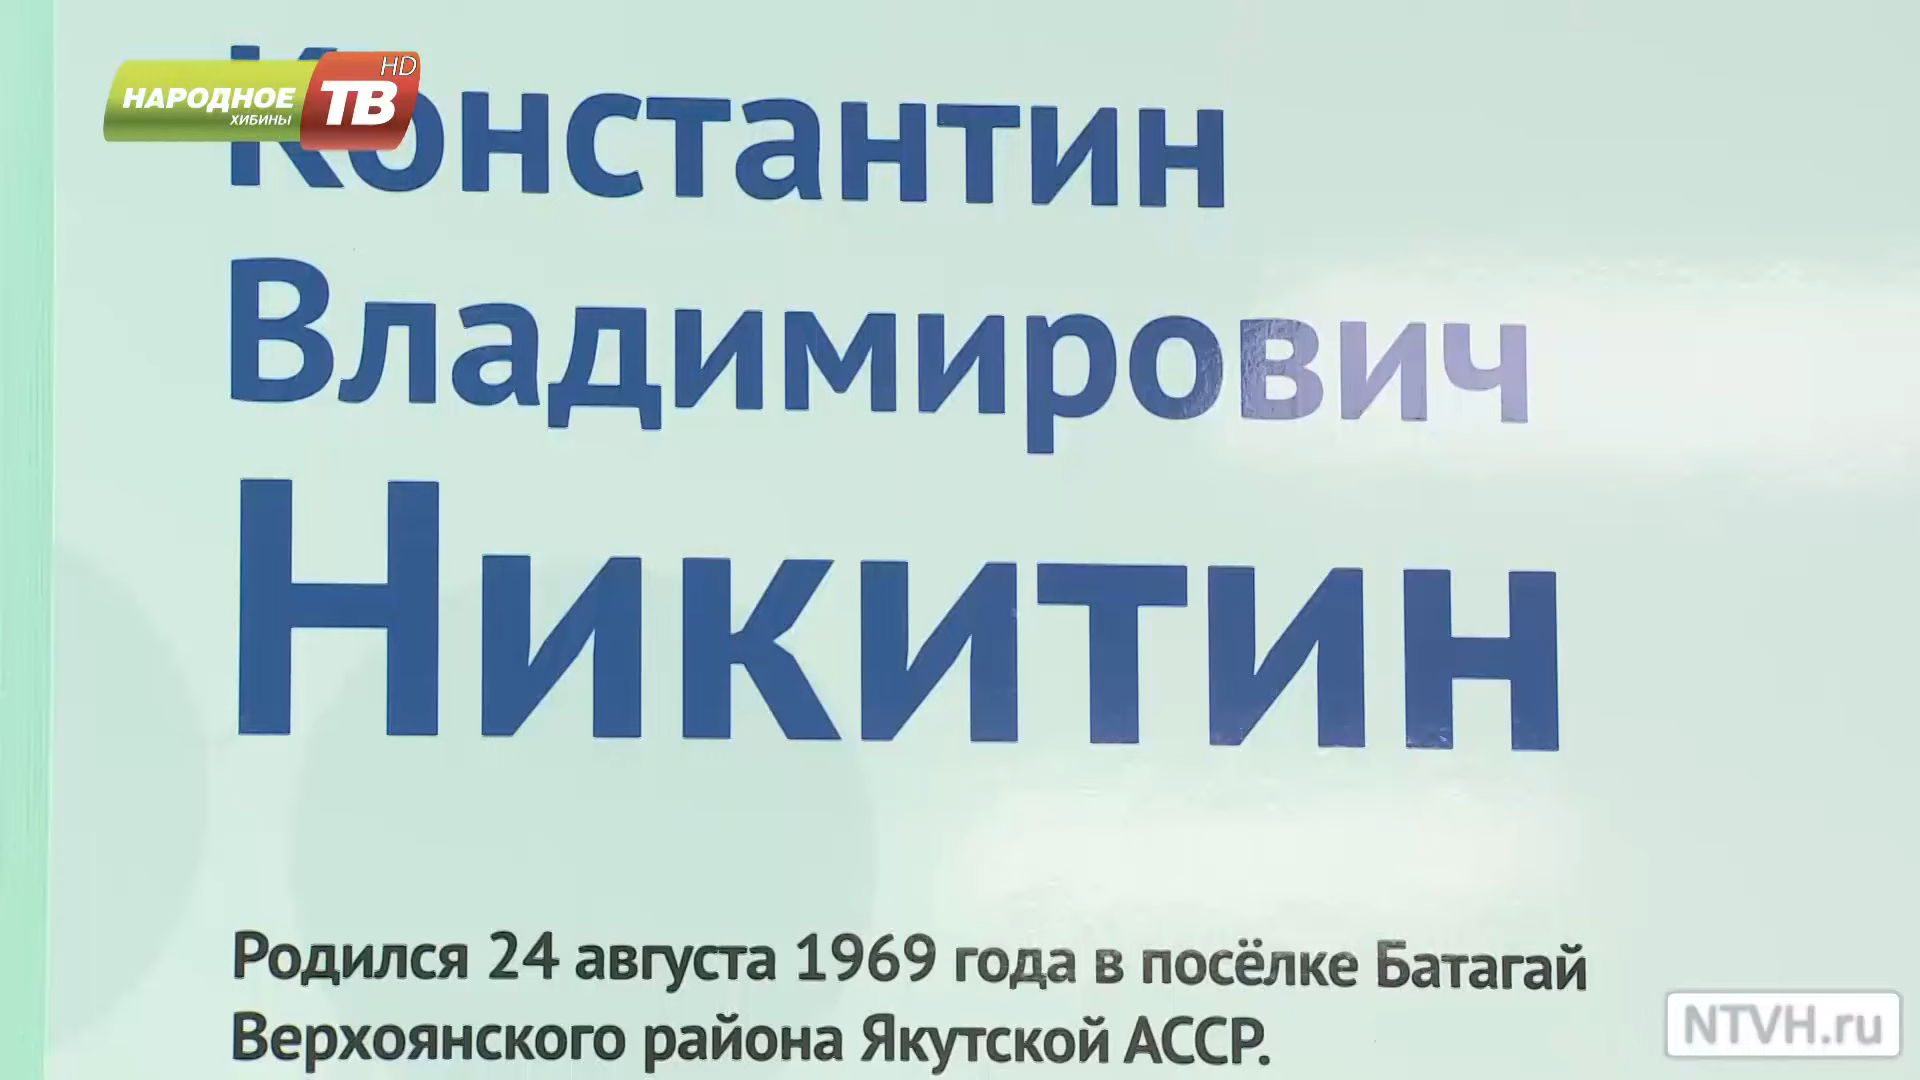 НАРОДНОЕ
ХИБИНЫ
ТВ
HD
Константин
Владимирович
Никитин
Родился 24 августа 1969 года в посёлке Батагай
Верхоянского района Якутской АССР.
NTVH.ru